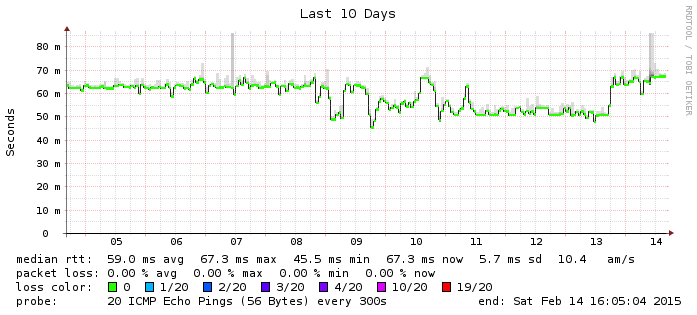 Last 10 Days
RRDTOOL / TOBI OETIKER
Seconds
80 m
70 m
60 m
50 m
40 m
30 m
20 m
10 m
0
05 06 07 08 09 10 11 12 13 14
median rtt: 59.0 ms avg 67.3 ms max 45.5 ms min 67.3 ms now 5.7 ms sd 10.4 am/s
packet loss: 0.00 % avg 0.00 % max 0.00 % min 0.00 % now
loss color: 0 1/20 2/20 3/20 4/20 10/20 19/20
probe: 20 ICMP Echo Pings (56 Bytes) every 300s end: Sat Feb 14 16:05:04 2015